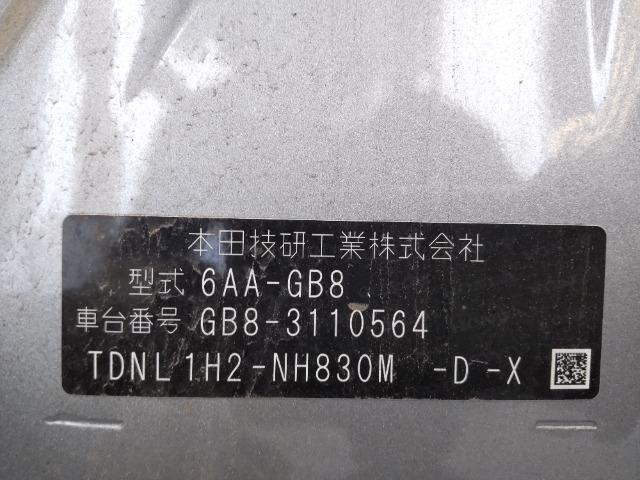 本田技研工業株式会社
型式 6AA-GB8
車台番号 GB8-3110564
TDNL1H2-NH830M -D-X